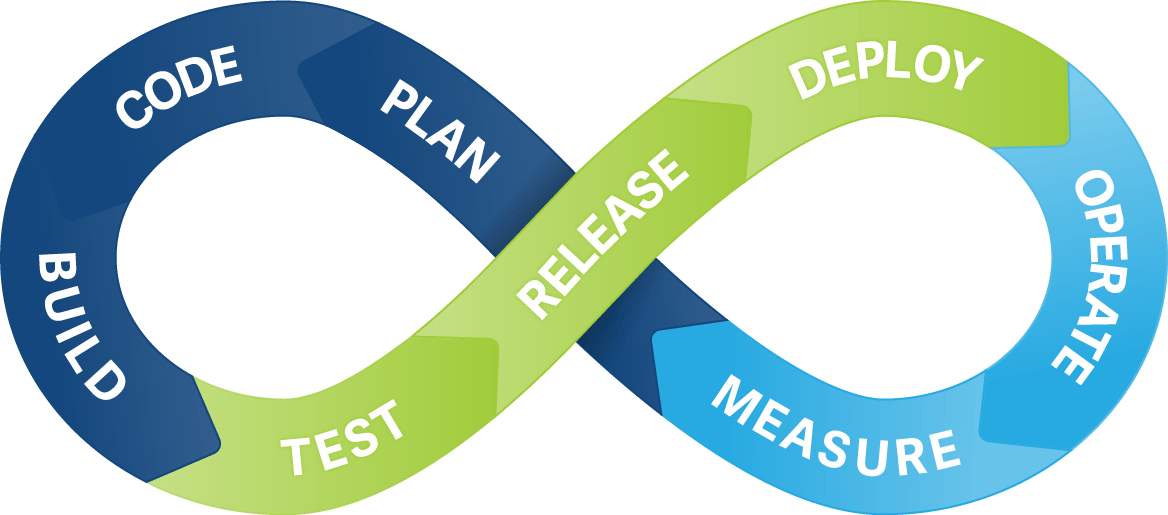 PLAN
CODE
BUILD
TEST
RELEASE
DEPLOY
OPERATE
MEASURE